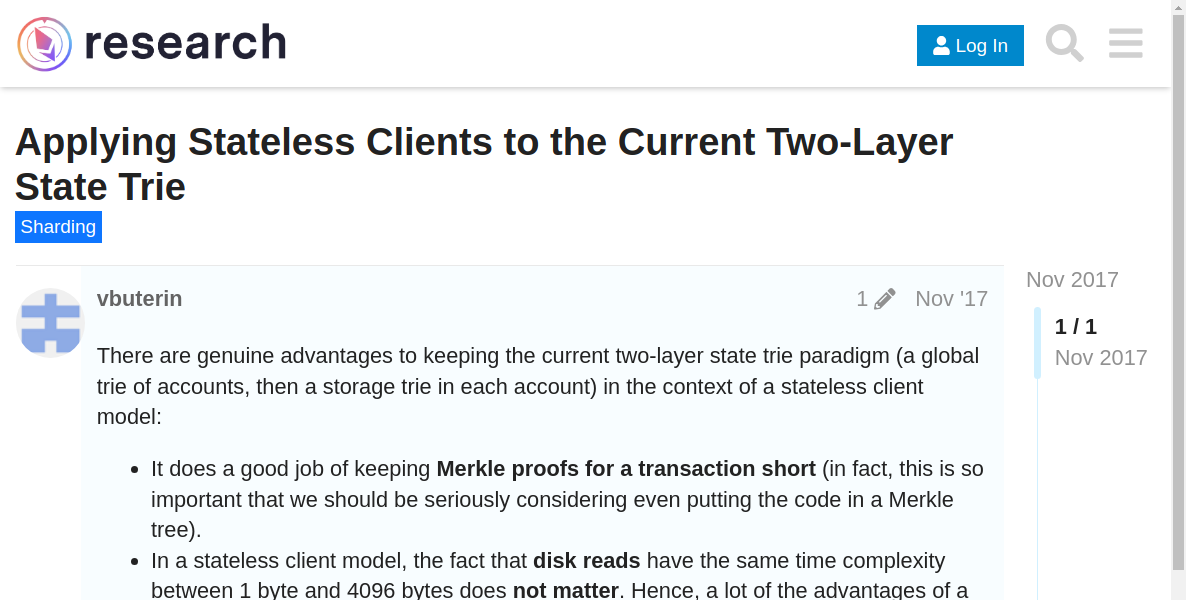 research
Log In
Applying Stateless Clients to the Current Two-Layer
State Trie
Sharding
vbuterin
1
Nov '17
Nov 2017
1 / 1
Nov 2017
There are genuine advantages to keeping the current two-layer state trie paradigm (a global
trie of accounts, then a storage trie in each account) in the context of a stateless client
model:
• It does a good job of keeping Merkle proofs for a transaction short (in fact, this is so
important that we should be seriously considering even putting the code in a Merkle
tree).
• In a stateless client model, the fact that disk reads have the same time complexity
between 1 byte and 4096 bytes does not matter. Hence, a lot of the advantages of a